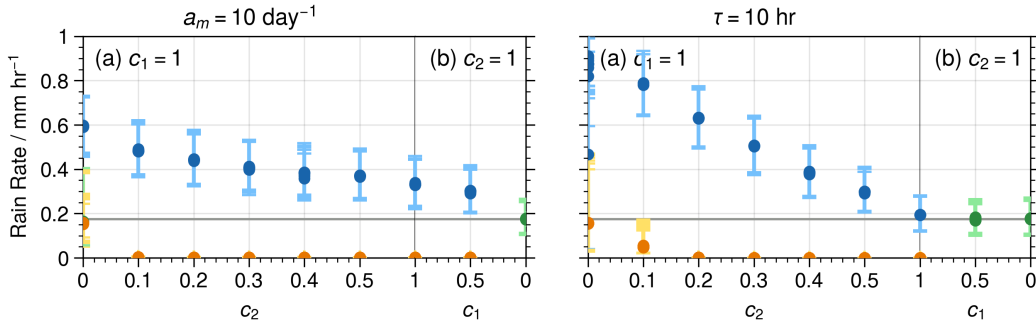 a_m = 10 day⁻¹
τ = 10 hr
Rain Rate / mm hr⁻¹
1
0.8
0.6
0.4
0.2
0
(a) c₁ = 1
(b) c₂ = 1
(a) c₁ = 1
(b) c₂ = 1
0 0.1 0.2 0.3 0.4 0.5 1 0.5 0
0 0.1 0.2 0.3 0.4 0.5 1 0.5 0
c₂ c₁
c₂ c₁